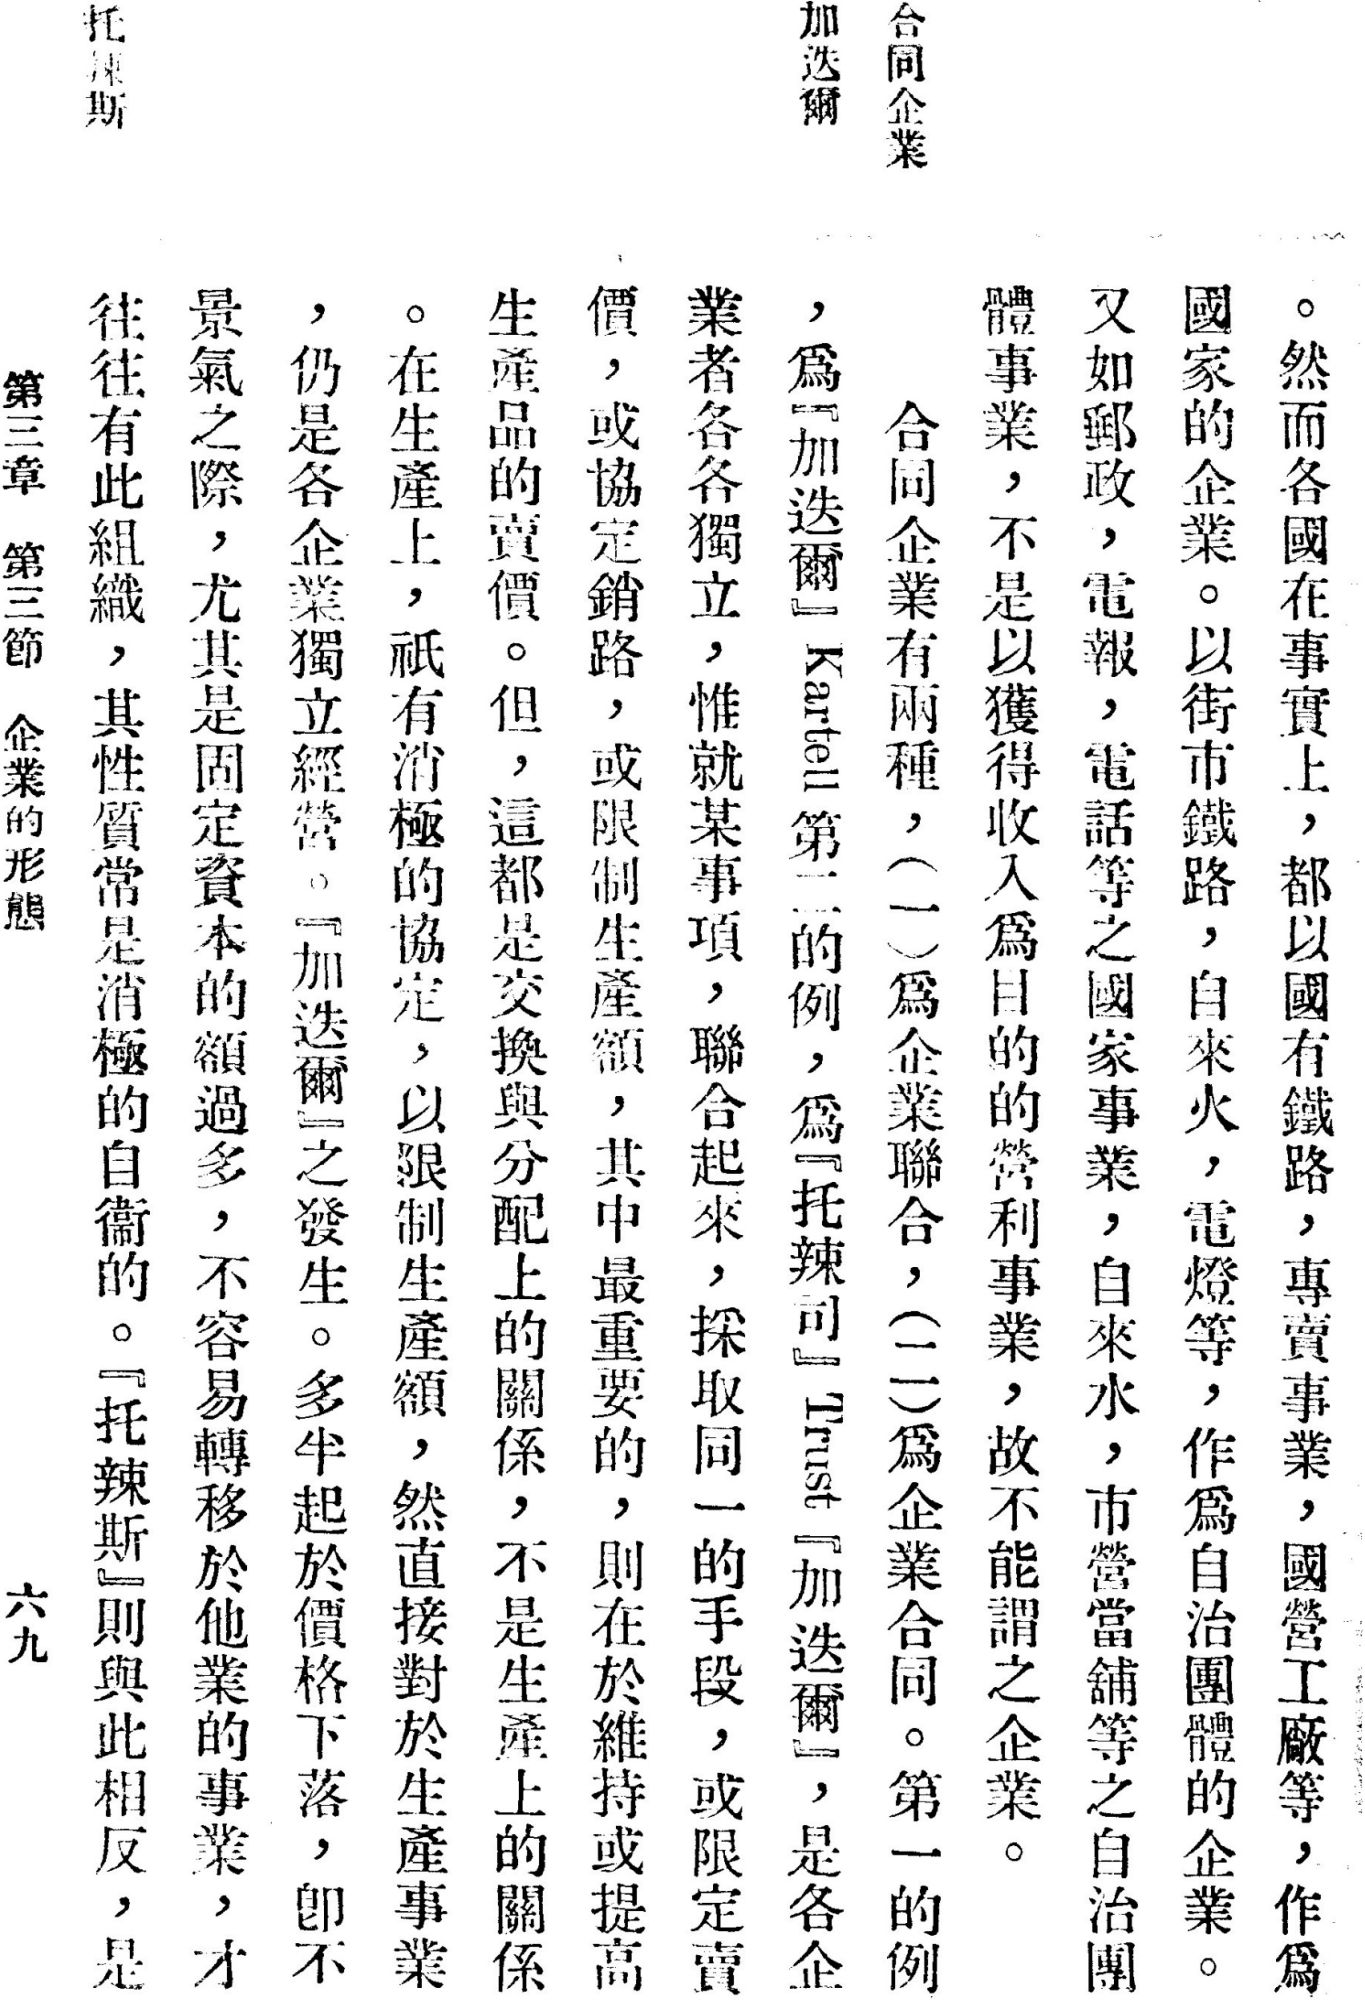 。然而各國在事實上，都以國有鐵路，專賣事業，國營工廠等，作爲
國家的企業。以街市鐵路，自來火，電燈等，作爲自治團體的企業。
又如郵政，電報，電話等之國家事業，自來水，市營當舖等之自治團
體事業，不是以獲得收入爲目的的營利事業，故不能謂之企業。
合同企業
合同企業有兩種，（一）爲企業聯合，（二）爲企業合同。第一的例
加迭爾
，爲『加迭爾』Kartell 第二的例，爲『托辣司』Trust『加迭爾』，是各企
業者各各獨立，惟就某事項，聯合起來，採取同一的手段，或限定賣
價，或協定銷路，或限制生產額，其中最重要的，則在於維持或提高
生產品的賣價。但，這都是交換與分配上的關係，不是生產上的關係
。在生產上，祇有消極的協定，以限制生產額，然直接對於生產事業
，仍是各企業獨立經營。『加迭爾』之發生。多半起於價格下落，卽不
景氣之際，尤其是固定資本的額過多，不容易轉移於他業的事業，才
托辣斯
往往有此組織，其性質常是消極的自衞的。『托辣斯』則與此相反，是
第三章　第三節　企業的形態　六九